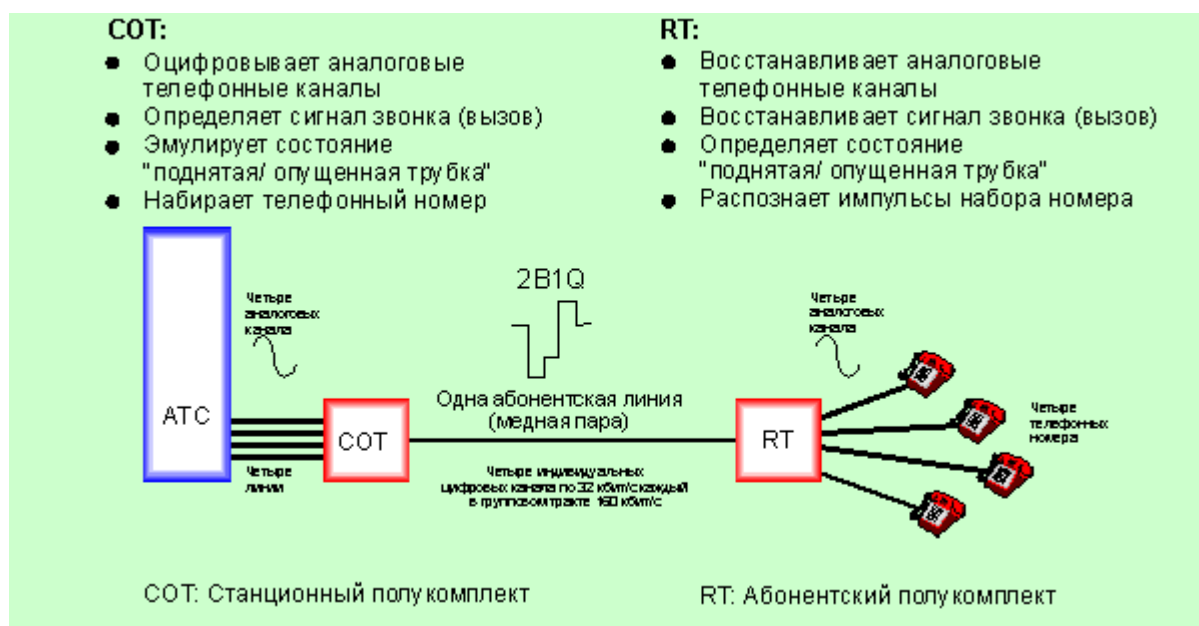 COT:
● Оцифровывает аналоговые
телефонные каналы
● Определяет сигнал звонка (вызов)
● Эмулирует состояние
"поднятая/ опущенная трубка"
● Набирает телефонный номер
RT:
● Восстанавливает аналоговые
телефонные каналы
● Восстанавливает сигнал звонка (вызов)
● Определяет состояние
"поднятая/ опущенная трубка"
● Распознает импульсы набора номера
2B1Q
Четыре
аналоговых
канала
Четыре
аналоговых
канала
АТС
COT
Одна абонентская линия
(медная пара)
RT
Четыре
телефонных
номера
Четыре
линии
Четыре индивидуальных
цифровых канала по 32 кбит/с каждый
в групповом тракте 160 кбит/с
COT: Станционный полукомплект
RT: Абонентский полукомплект